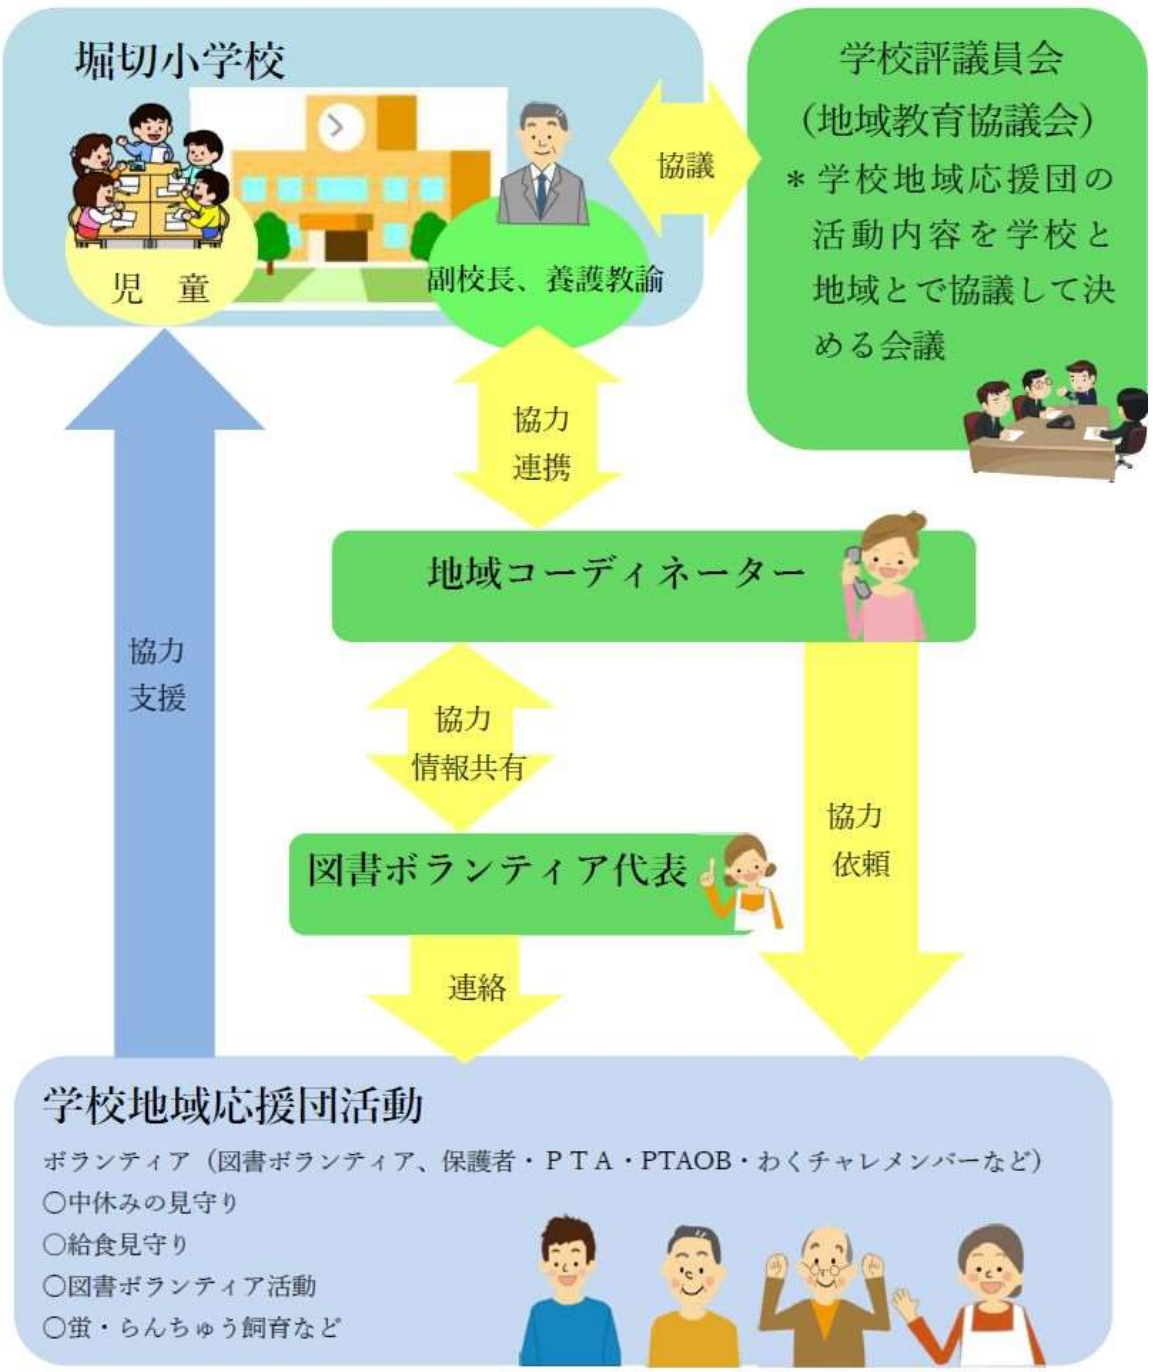 堀切小学校
児 童
副校長、養護教諭
協議
学校評議員会
（地域教育協議会）
＊学校地域応援団の
活動内容を学校と
地域とで協議して決
める会議
協力
連携
地域コーディネーター
協力
支援
協力
情報共有
協力
依頼
図書ボランティア代表
連絡
学校地域応援団活動
ボランティア（図書ボランティア、保護者・ＰＴＡ・PTAOB・わくチャレメンバーなど）
○中休みの見守り
○給食見守り
○図書ボランティア活動
○蛍・らんちゅう飼育など